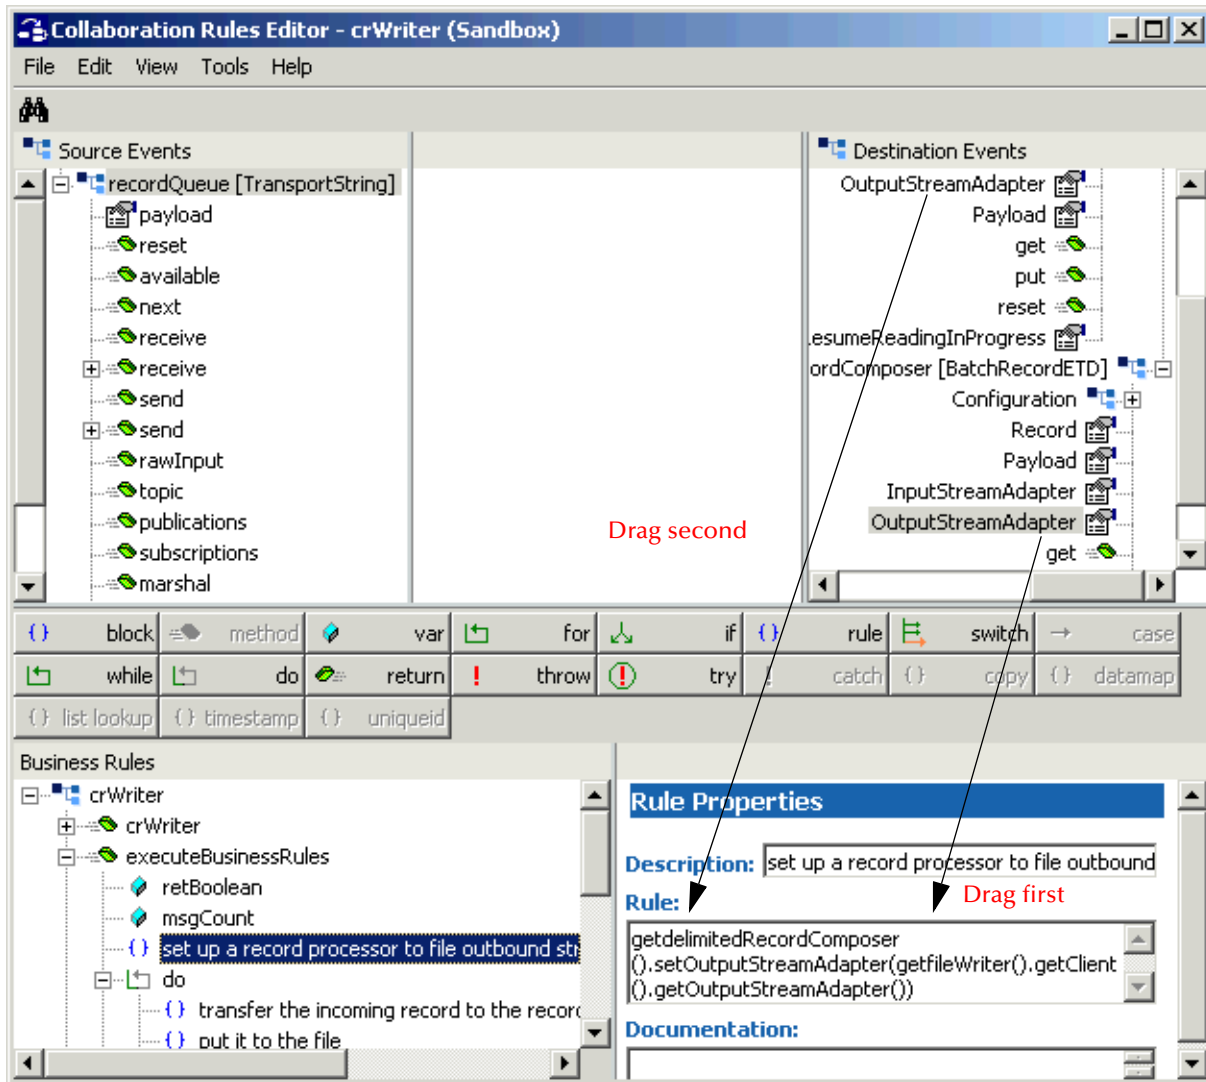 Collaboration Rules Editor - crWriter (Sandbox)
File Edit View Tools Help
Source Events
recordQueue [TransportString]
payload
reset
available
next
receive
receive
send
send
rawInput
topic
publications
subscriptions
marshal
Destination Events
OutputStreamAdapter
Payload
get
put
reset
esumeReadingInProgress
ordComposer [BatchRecordETD]
Configuration
Record
Payload
InputStreamAdapter
OutputStreamAdapter
get
Drag second
block method var for if rule switch case
while do return throw try catch copy datamap
list lookup timestamp uniqueid
Business Rules
crWriter
crWriter
executeBusinessRules
retBoolean
msgCount
set up a record processor to file outbound str
do
transfer the incoming record to the record
put it to the file
Rule Properties
Description: set up a record processor to file outbound
Rule:
Drag first
getdelimitedRecordComposer
().setOutputStreamAdapter(getfileWriter().getClient
().getOutputStreamAdapter())
Documentation: